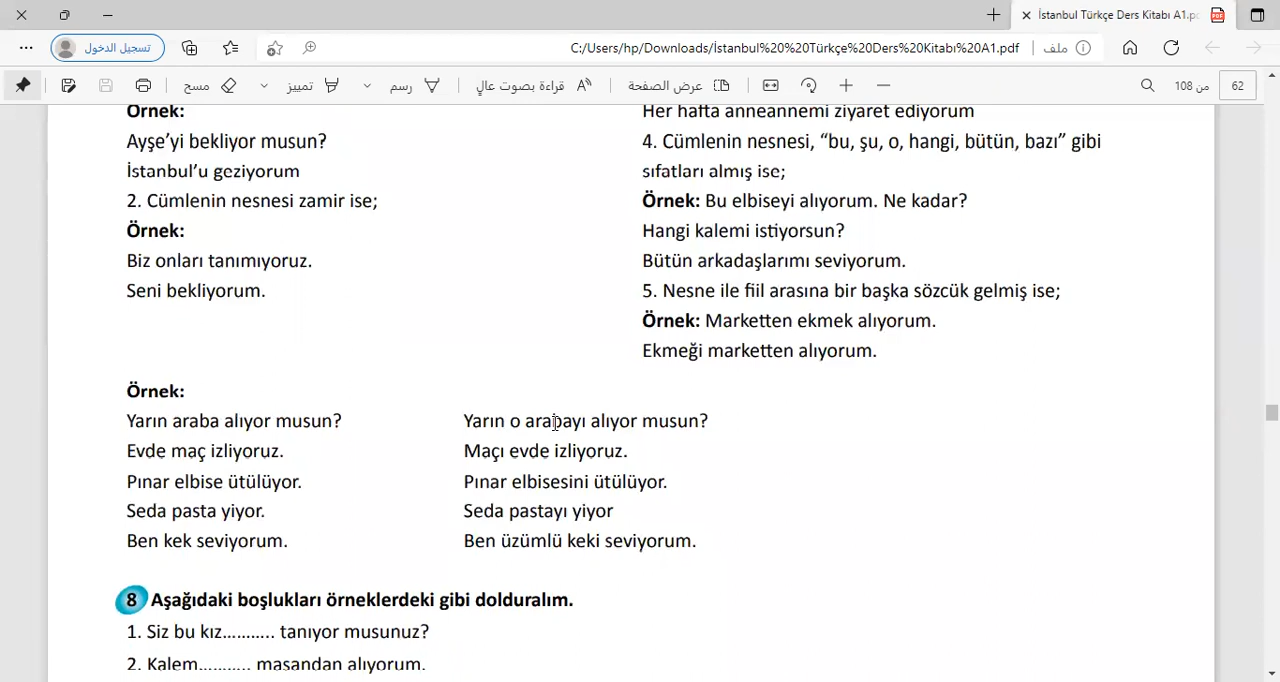 İstanbul Türkçe Ders Kitabı A1.pc
تسجيل الدخول
C:/Users/hp/Downloads/İstanbul%20%20Türkçe%20Ders%20Kitabı%20A1.pdf
ملف
مسح
تمييز
رسم
قراءة بصوت عالٍ
عرض الصفحة
من 108
62
Örnek:
Ayşe’yi bekliyor musun?
İstanbul’u geziyorum
2. Cümlenin nesnesi zamir ise;
Örnek:
Biz onları tanımıyoruz.
Seni bekliyorum.
Her hafta anneannemi ziyaret ediyorum
4. Cümlenin nesnesi, “bu, şu, o, hangi, bütün, bazı” gibi
sıfatları almış ise;
Örnek: Bu elbiseyi alıyorum. Ne kadar?
Hangi kalemi istiyorsun?
Bütün arkadaşlarımı seviyorum.
5. Nesne ile fiil arasına bir başka sözcük gelmiş ise;
Örnek: Marketten ekmek alıyorum.
Ekmeği marketten alıyorum.
Örnek:
Yarın araba alıyor musun? Yarın o arabayı alıyor musun?
Evde maç izliyoruz. Maçı evde izliyoruz.
Pınar elbise ütülüyor. Pınar elbisesini ütülüyor.
Seda pasta yiyor. Seda pastayı yiyor
Ben kek seviyorum. Ben üzümlü keki seviyorum.
8 Aşağıdaki boşlukları örneklerdeki gibi dolduralım.
1. Siz bu kız........... tanıyor musunuz?
2. Kalem........... masandan alıyorum.